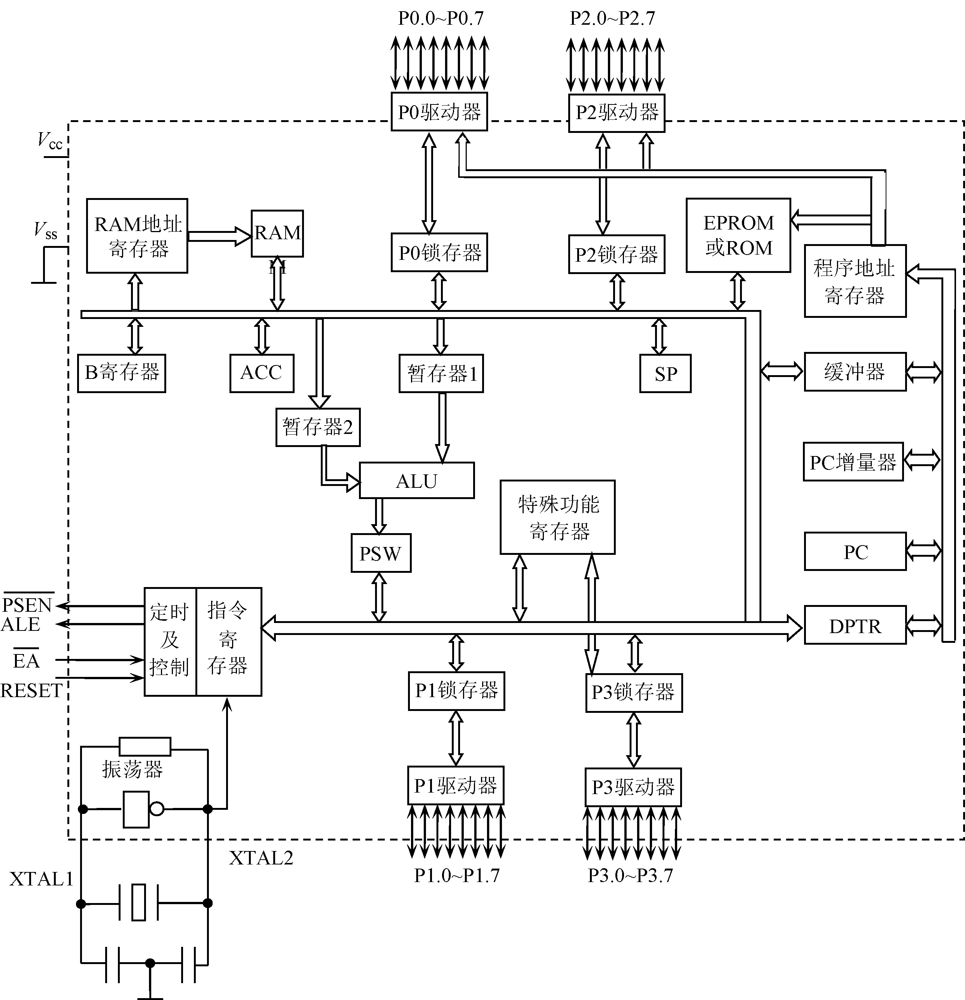 P0.0~P0.7
P2.0~P2.7
P0驱动器
P2驱动器
Vcc
Vss
RAM地址
寄存器
RAM
M
P0锁存器
P2锁存器
EPROM
或ROM
程序地址
寄存器
B寄存器
ACC
暂存器1
SP
缓冲器
暂存器2
ALU
PC增量器
特殊功能
寄存器
PSW
PC
PSEN
ALE
EA
RESET
定时
及
控制
指令
寄
存器
DPTR
P1锁存器
P3锁存器
振荡器
P1驱动器
P3驱动器
XTAL2
XTAL1
P1.0~P1.7
P3.0~P3.7